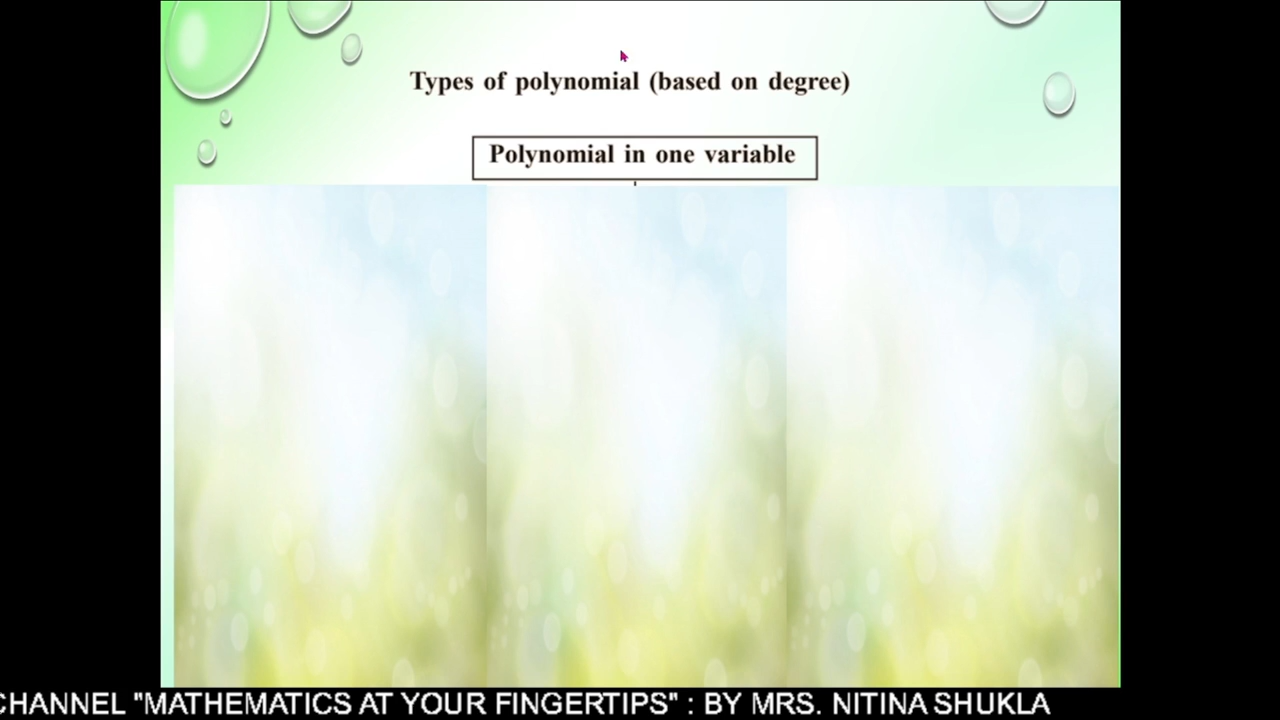 Types of polynomial (based on degree)
Polynomial in one variable
CHANNEL "MATHEMATICS AT YOUR FINGERTIPS" : BY MRS. NITINA SHUKLA